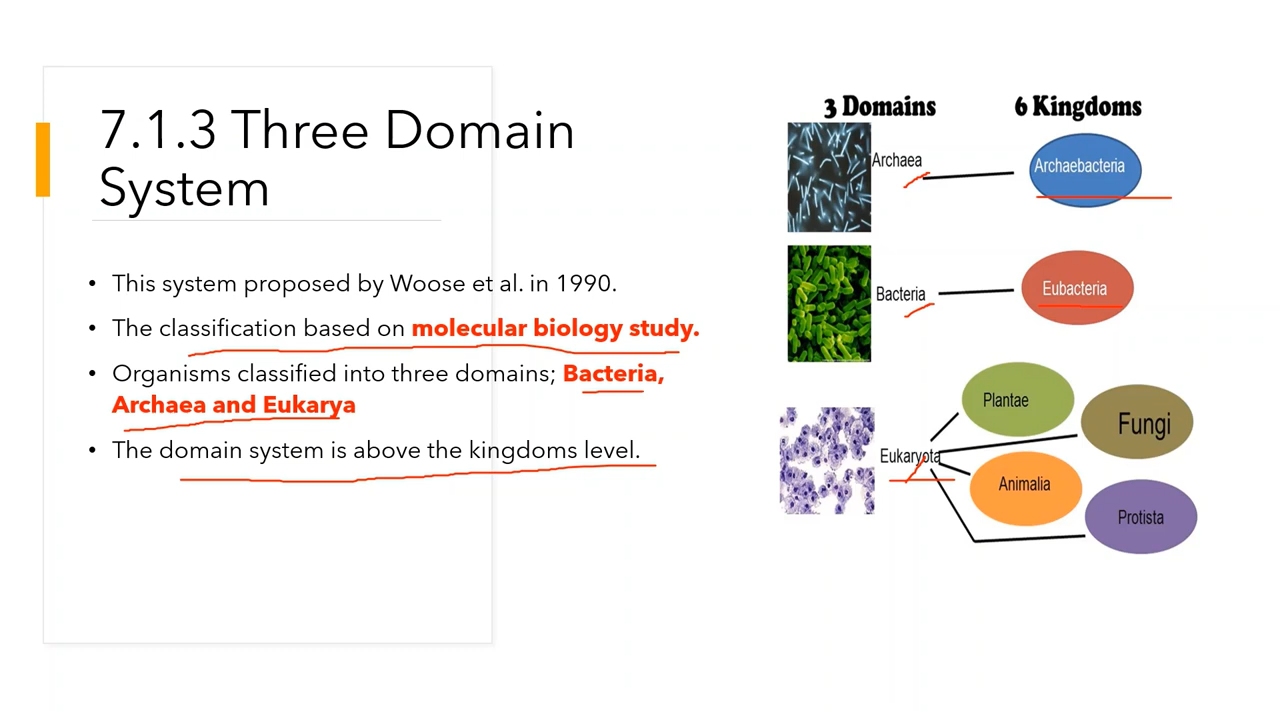 7.1.3 Three Domain
System
• This system proposed by Woose et al. in 1990.
• The classification based on molecular biology study.
• Organisms classified into three domains; Bacteria,
Archaea and Eukarya
• The domain system is above the kingdoms level.
3 Domains
6 Kingdoms
Archaea
Archaebacteria
Bacteria
Eubacteria
Eukaryota
Plantae
Fungi
Animalia
Protista